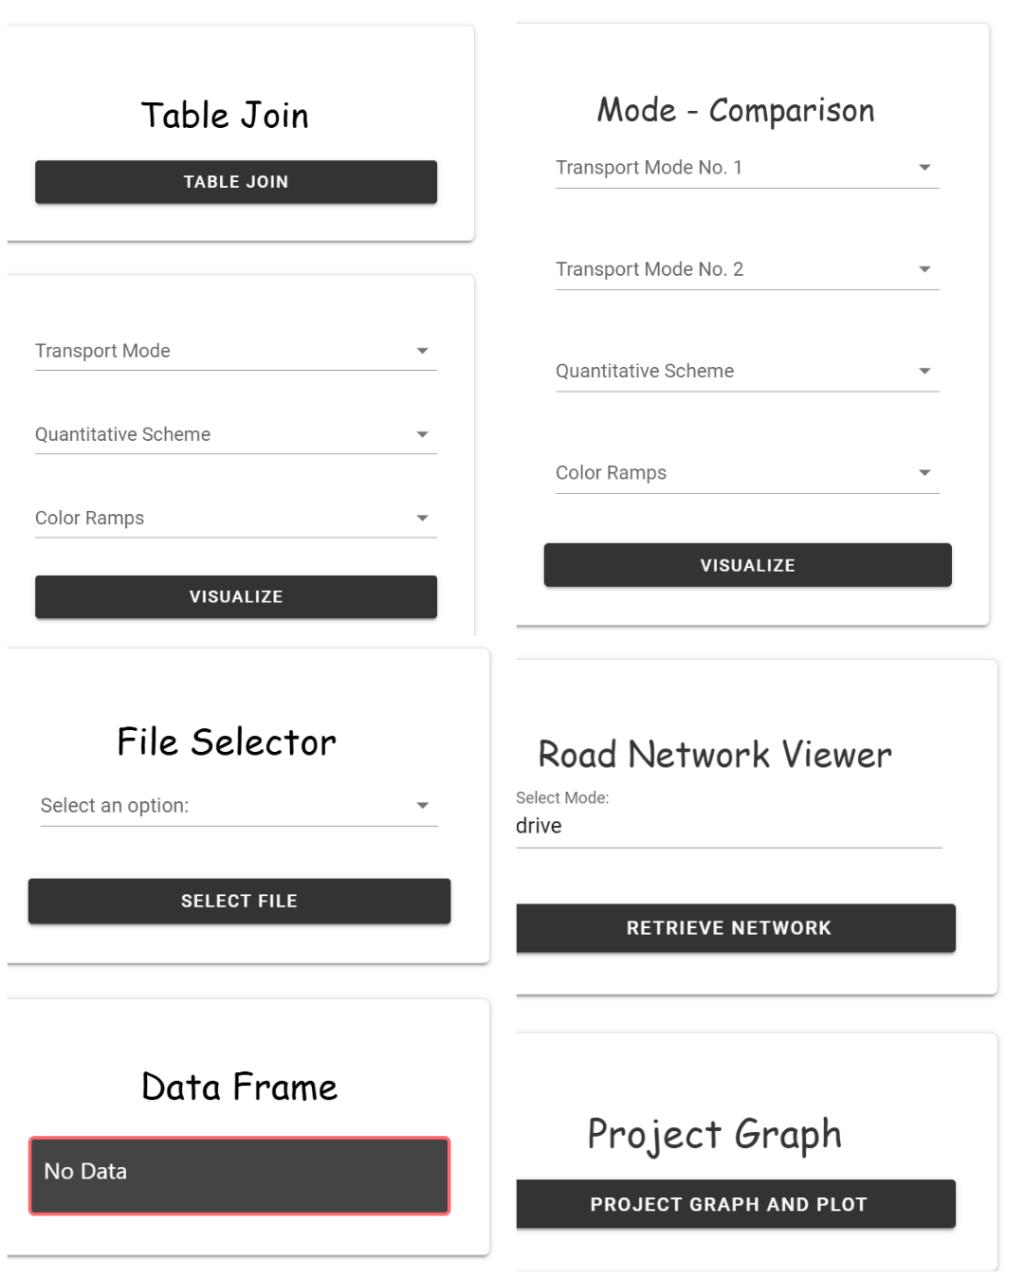 Table Join
TABLE JOIN
Transport Mode
Quantitative Scheme
Color Ramps
VISUALIZE
Mode - Comparison
Transport Mode No. 1
Transport Mode No. 2
Quantitative Scheme
Color Ramps
VISUALIZE
File Selector
Select an option:
SELECT FILE
Data Frame
No Data
Road Network Viewer
Select Mode:
drive
RETRIEVE NETWORK
Project Graph
PROJECT GRAPH AND PLOT